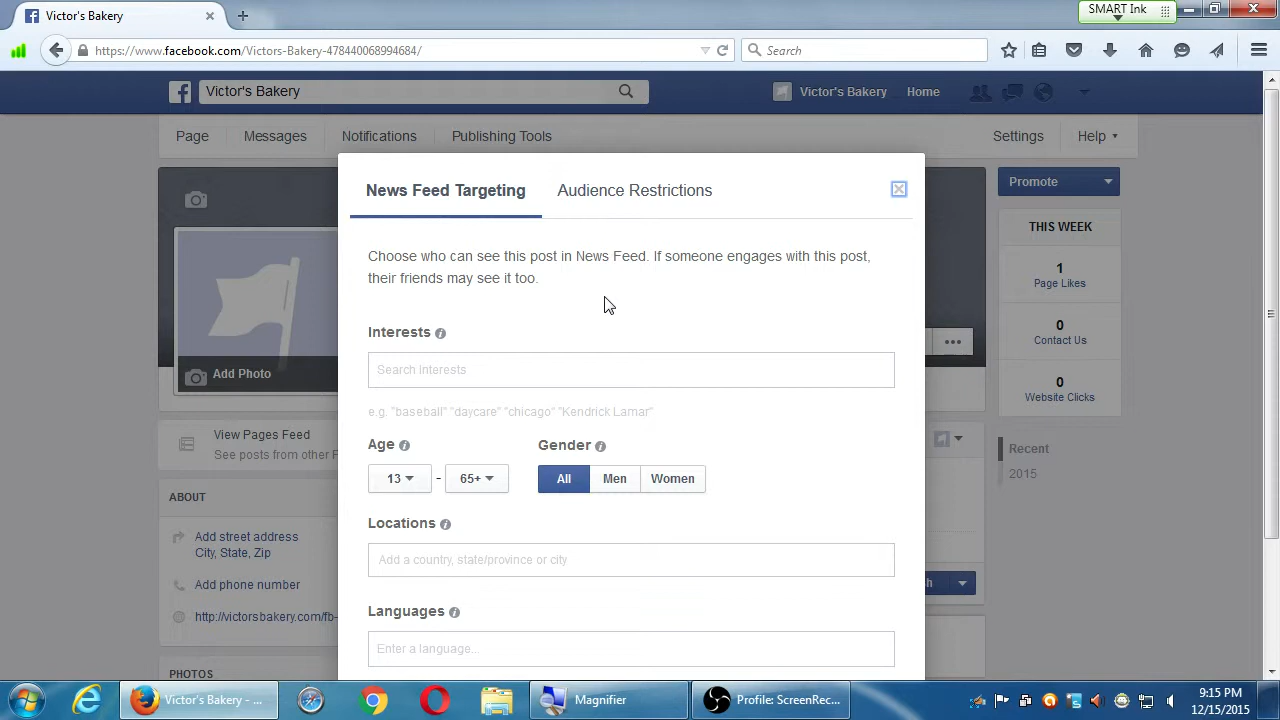 Victor's Bakery
SMART Ink
https://www.facebook.com/Victors-Bakery-478440068994684/
Search
Victor's Bakery
Victor's Bakery
Home
Page
Messages
Notifications
Publishing Tools
Settings
Help
News Feed Targeting
Audience Restrictions
Promote
Choose who can see this post in News Feed. If someone engages with this post,
their friends may see it too.
THIS WEEK
1
Page Likes
0
Contact Us
0
Website Clicks
Recent
2015
Add Photo
Interests
Search Interests
e.g. "baseball" "daycare" "chicago" "Kendrick Lamar"
View Pages Feed
See posts from other
Age
13
-
65+
Gender
All
Men
Women
ABOUT
Add street address
City, State, Zip
Add phone number
http://victorsbakery.com/fb-
PHOTOS
Locations
Add a country, state/province or city
Languages
Enter a language...
Victor's Bakery - ...
Magnifier
Profile: ScreenRec...
9:15 PM
12/15/2015